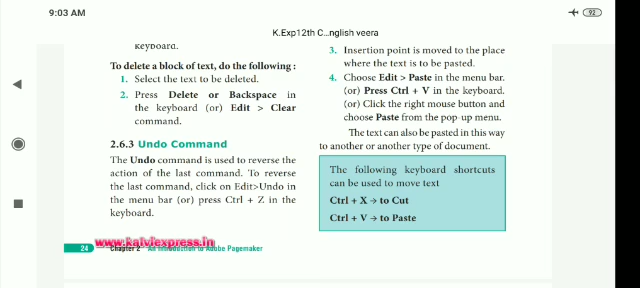 9:03 AM
92
K.Exp12th C...nglish veera
keyboard.
To delete a block of text, do the following :
1. Select the text to be deleted.
2. Press Delete or Backspace in
the keyboard (or) Edit > Clear
command.
2.6.3 Undo Command
The Undo command is used to reverse the
action of the last command. To reverse
the last command, click on Edit>Undo in
the menu bar (or) press Ctrl + Z in the
keyboard.
24
www.kalviexpress.in
Chapter 2 An Introduction to Adobe Pagemaker
3. Insertion point is moved to the place
where the text is to be pasted.
4. Choose Edit > Paste in the menu bar.
(or) Press Ctrl + V in the keyboard.
(or) Click the right mouse button and
choose Paste from the pop-up menu.
The text can also be pasted in this way
to another or another type of document.
The following keyboard shortcuts
can be used to move text
Ctrl + X → to Cut
Ctrl + V → to Paste